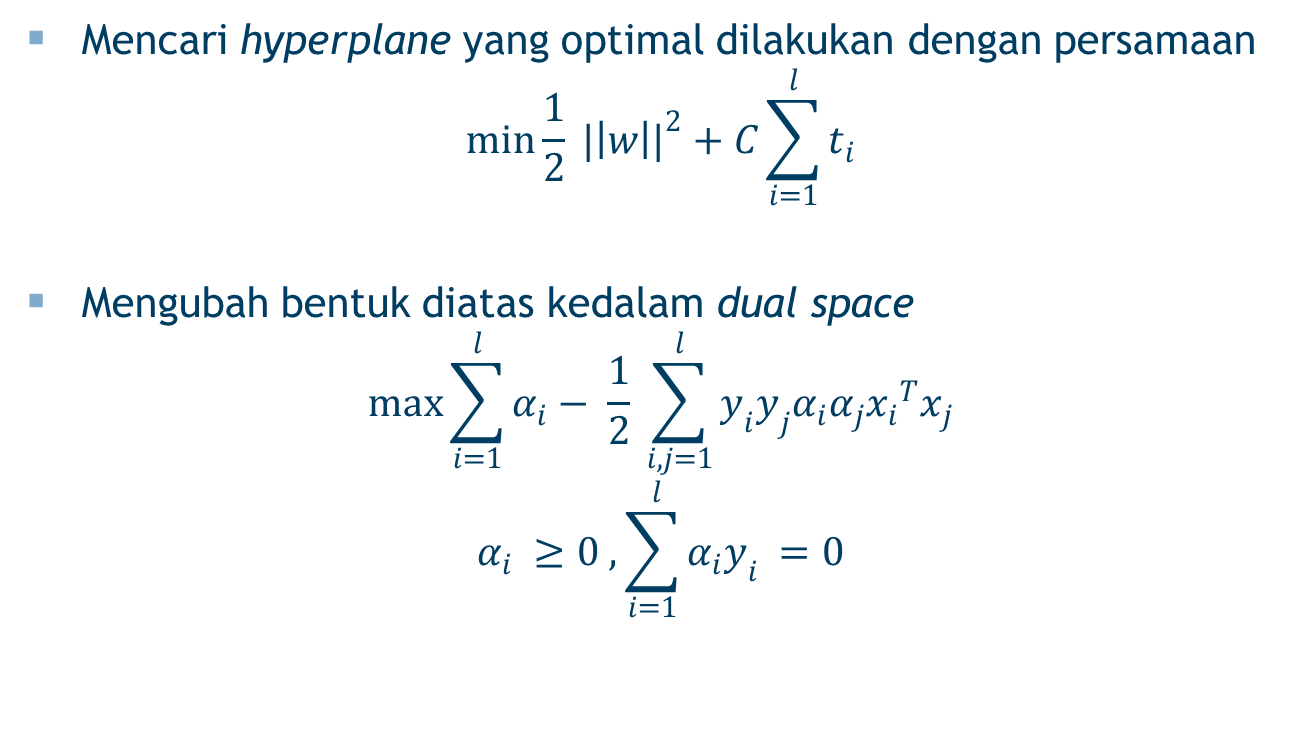 ▪ Mencari hyperplane yang optimal dilakukan dengan persamaan
min 1/2 ||w||² + C ∑_{i=1}^{l} t_i
▪ Mengubah bentuk diatas kedalam dual space
max ∑_{i=1}^{l} α_i − 1/2 ∑_{i,j=1}^{l} y_i y_j α_i α_j x_i^T x_j
α_i ≥ 0 , ∑_{i=1}^{l} α_i y_i = 0